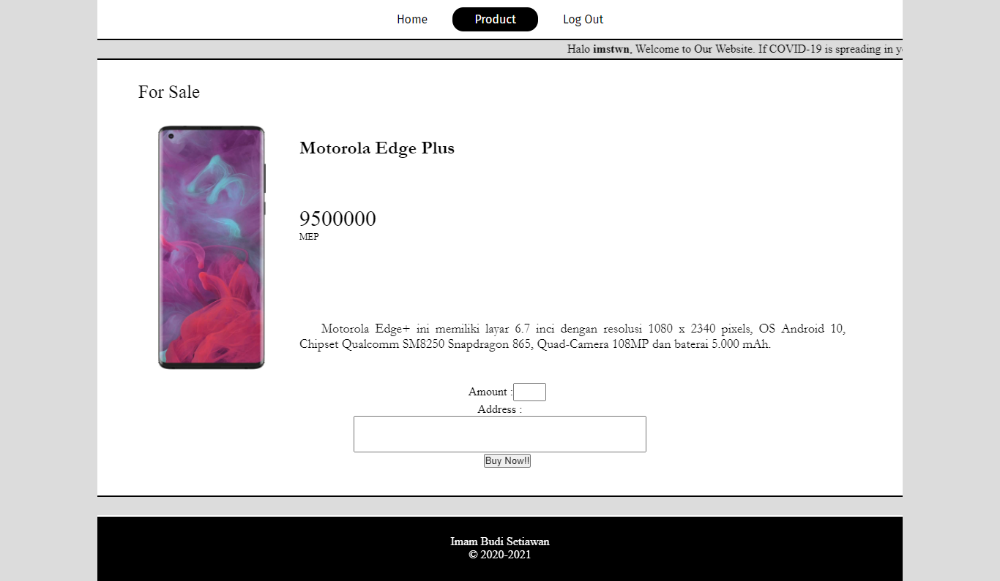 Home Product Log Out
Halo imstwn, Welcome to Our Website. If COVID-19 is spreading in
For Sale
Motorola Edge Plus
9500000
MEP
Motorola Edge+ ini memiliki layar 6.7 inci dengan resolusi 1080 x 2340 pixels, OS Android 10,
Chipset Qualcomm SM8250 Snapdragon 865, Quad-Camera 108MP dan baterai 5.000 mAh.
Amount :
Address :
Buy Now!!
Imam Budi Setiawan
© 2020-2021